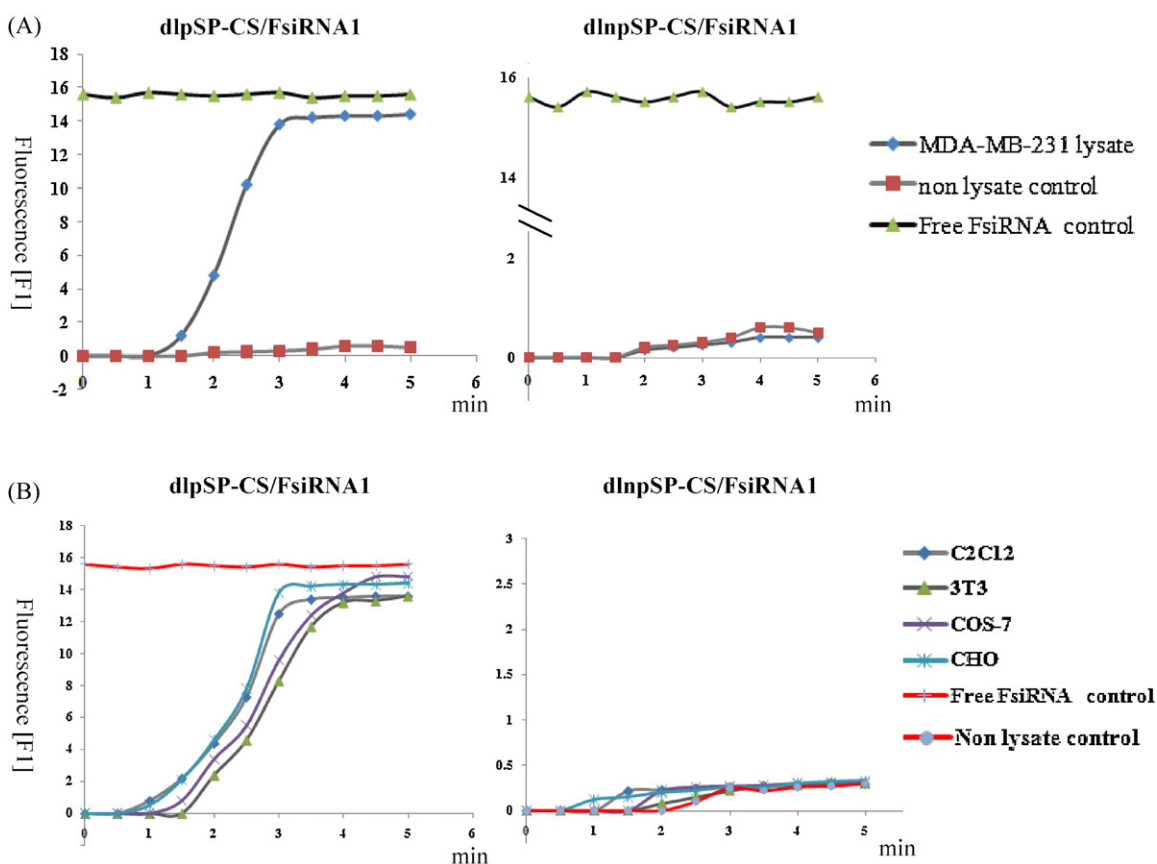 (A)
dlpSP-CS/FsiRNA1
dlnpSP-CS/FsiRNA1
Fluorescence [F1]
18
16
14
12
10
8
6
4
2
0
-2
0 1 2 3 4 5 6
min
16
14
2
0
0 1 2 3 4 5 6
min
MDA-MB-231 lysate
non lysate control
Free FsiRNA control
(B)
dlpSP-CS/FsiRNA1
dlnpSP-CS/FsiRNA1
Fluorescence [F1]
18
16
14
12
10
8
6
4
2
0
0 1 2 3 4 5 6
min
3
2.5
2
1.5
1
0.5
0
0 1 2 3 4 5
min
C2Cl2
3T3
COS-7
CHO
Free FsiRNA control
Non lysate control